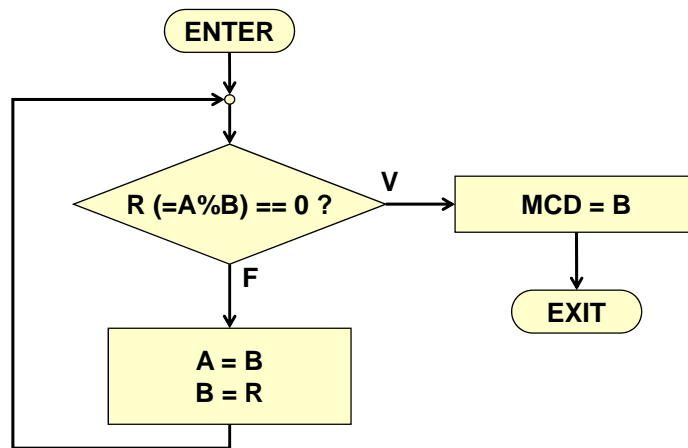 ENTER
R (=A%B) == 0 ?
V
MCD = B
F
EXIT
A = B
B = R